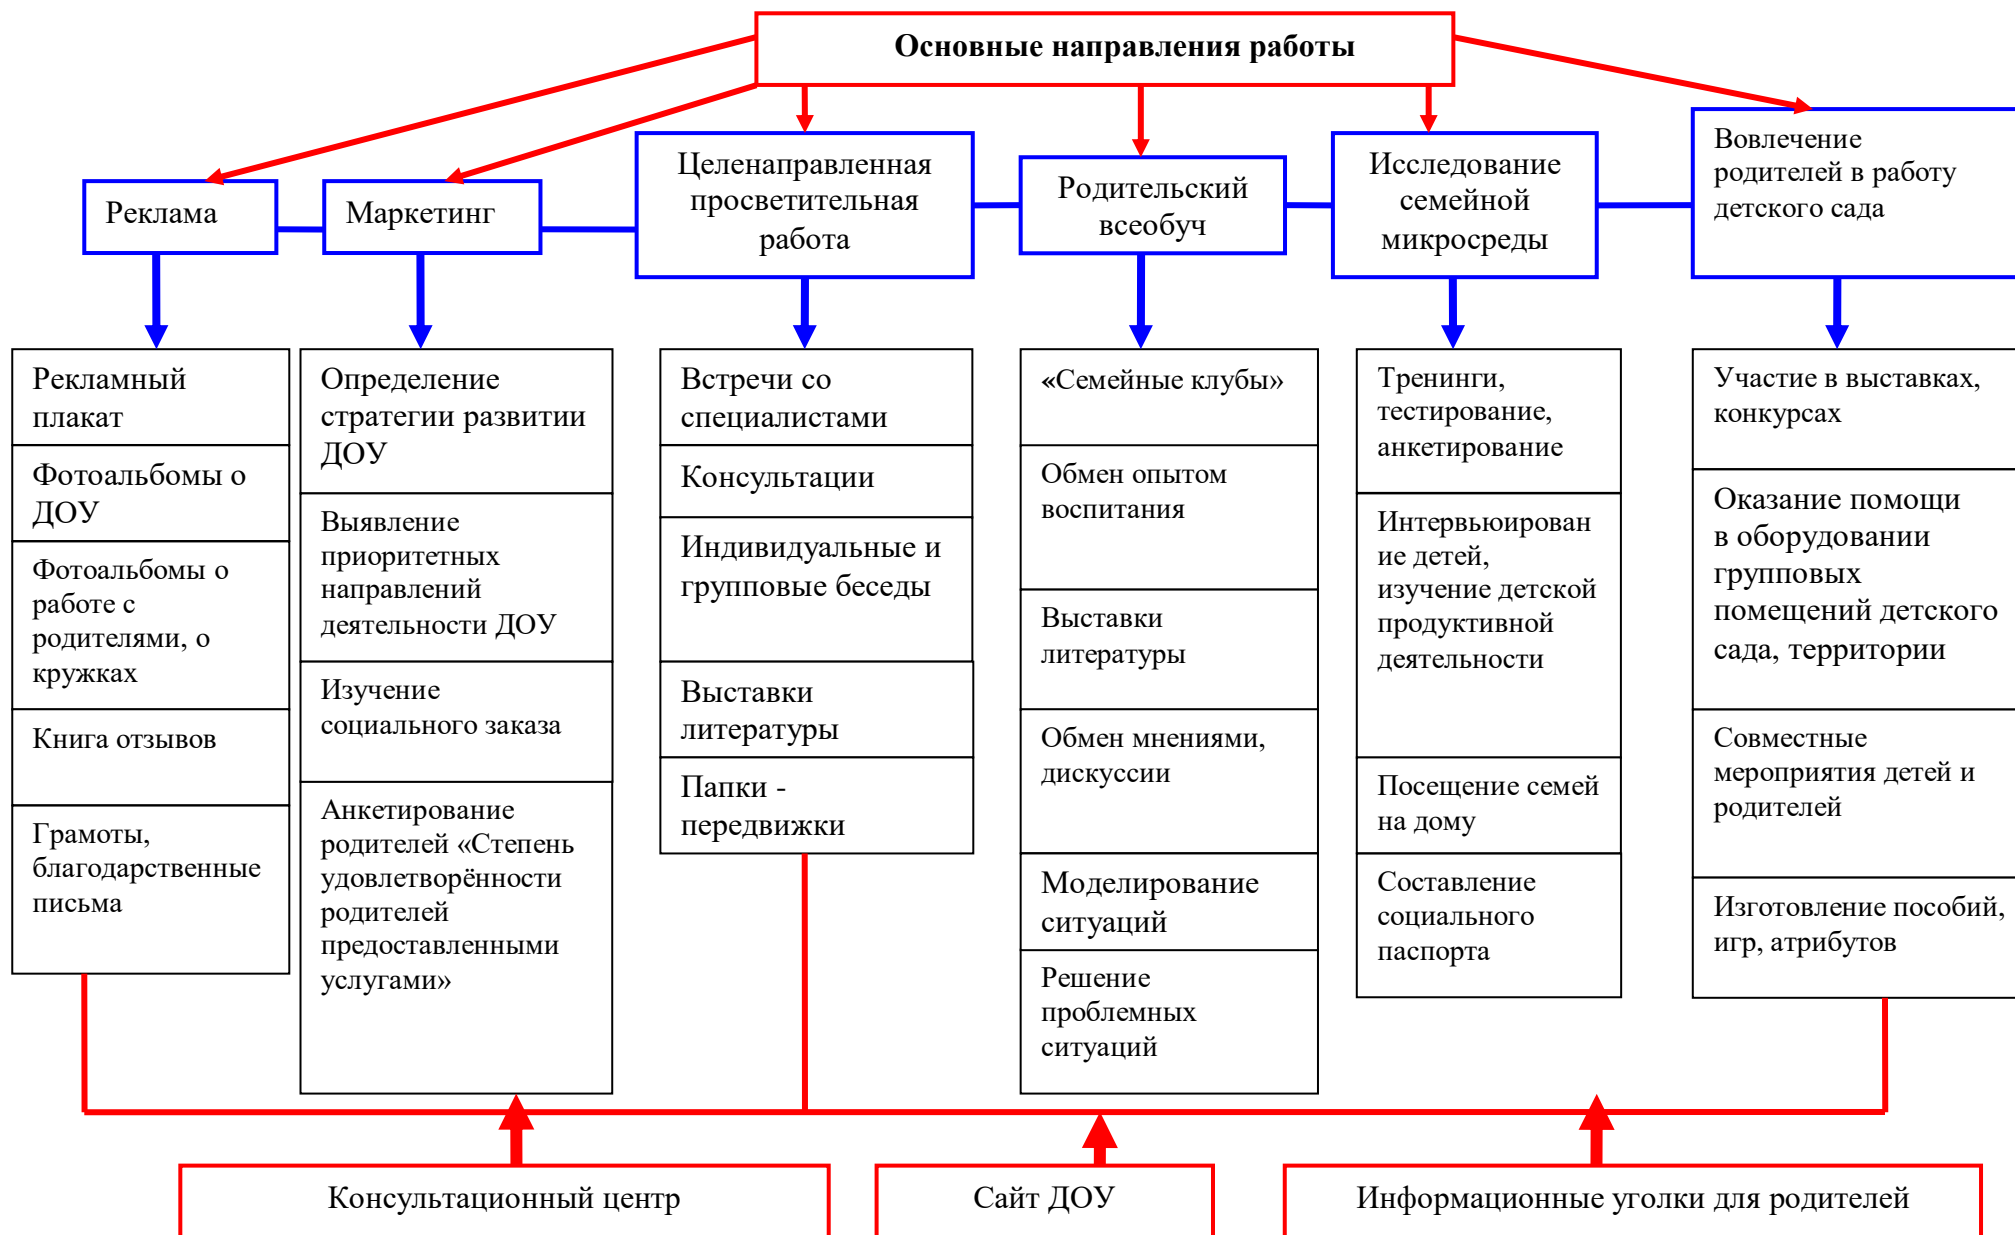 Основные направления работы
Реклама
Маркетинг
Целенаправленная
просветительная
работа
Родительский
всеобуч
Исследование
семейной
микросреды
Вовлечение
родителей в работу
детского сада
Рекламный
плакат
Фотоальбомы о
ДОУ
Фотоальбомы о
работе с
родителями, о
кружках
Книга отзывов
Грамоты,
благодарственные
письма
Определение
стратегии развитии
ДОУ
Выявление
приоритетных
направлений
деятельности ДОУ
Изучение
социального заказа
Анкетирование
родителей «Степень
удовлетворённости
родителей
предоставленными
услугами»
Встречи со
специалистами
Консультации
Индивидуальные и
групповые беседы
Выставки
литературы
Папки -
передвижки
«Семейные клубы»
Обмен опытом
воспитания
Выставки
литературы
Обмен мнениями,
дискуссии
Моделирование
ситуаций
Решение
проблемных
ситуаций
Тренинги,
тестирование,
анкетирование
Интервьюирован
ие детей,
изучение детской
продуктивной
деятельности
Посещение семей
на дому
Составление
социального
паспорта
Участие в выставках,
конкурсах
Оказание помощи
в оборудовании
групповых
помещений детского
сада, территории
Совместные
мероприятия детей и
родителей
Изготовление пособий,
игр, атрибутов
Консультационный центр
Сайт ДОУ
Информационные уголки для родителей